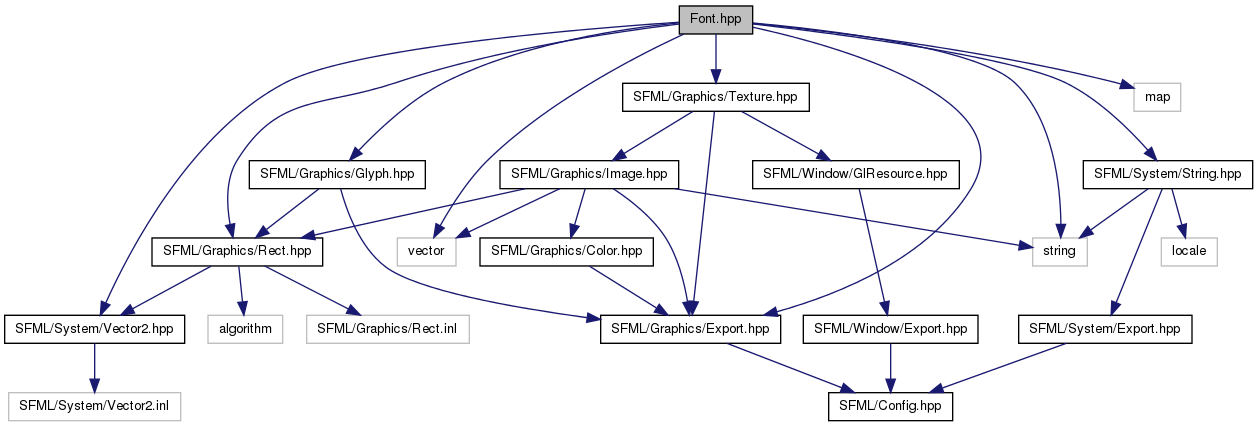 Font.hpp
SFML/Graphics/Texture.hpp
map
SFML/Graphics/Glyph.hpp
SFML/Graphics/Image.hpp
SFML/Window/GlResource.hpp
SFML/System/String.hpp
SFML/Graphics/Rect.hpp
vector
SFML/Graphics/Color.hpp
string
locale
SFML/System/Vector2.hpp
algorithm
SFML/Graphics/Rect.inl
SFML/Graphics/Export.hpp
SFML/Window/Export.hpp
SFML/System/Export.hpp
SFML/System/Vector2.inl
SFML/Config.hpp